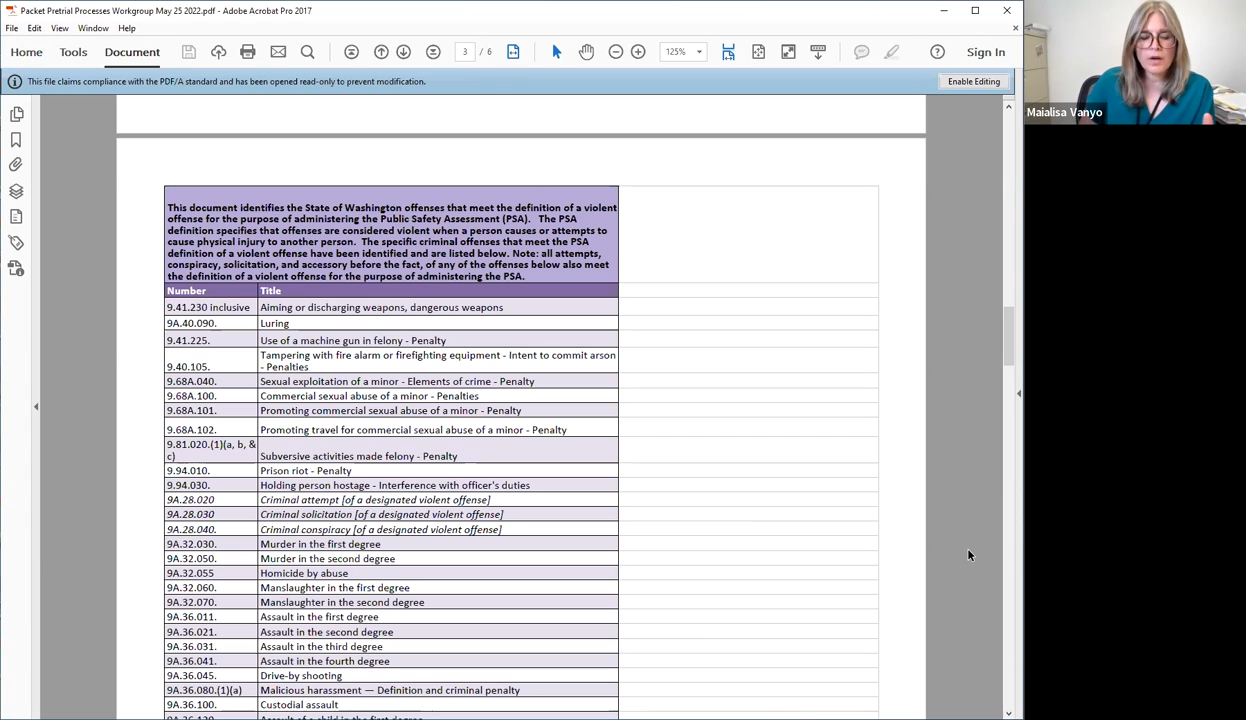 Packet Pretrial Processes Workgroup May 25 2022.pdf - Adobe Acrobat Pro 2017
File Edit View Window Help
Home Tools Document 3 / 6 125% Sign In
This file claims compliance with the PDF/A standard and has been opened read-only to prevent modification. Enable Editing
Maialisa Vanyo
This document identifies the State of Washington offenses that meet the definition of a violent
offense for the purpose of administering the Public Safety Assessment (PSA). The PSA
definition specifies that offenses are considered violent when a person causes or attempts to
cause physical injury to another person. The specific criminal offenses that meet the PSA
definition of a violent offense have been identified and are listed below. Note: all attempts,
conspiracy, solicitation, and accessory before the fact, of any of the offenses below also meet
the definition of a violent offense for the purpose of administering the PSA.
Number Title
9.41.230 inclusive Aiming or discharging weapons, dangerous weapons
9A.40.090. Luring
9.41.225. Use of a machine gun in felony - Penalty
Tampering with fire alarm or firefighting equipment - Intent to commit arson
9.40.105. - Penalties
9.68A.040. Sexual exploitation of a minor - Elements of crime - Penalty
9.68A.100. Commercial sexual abuse of a minor - Penalties
9.68A.101. Promoting commercial sexual abuse of a minor - Penalty
9.68A.102. Promoting travel for commercial sexual abuse of a minor - Penalty
9.81.020.(1)(a, b, &
c) Subversive activities made felony - Penalty
9.94.010. Prison riot - Penalty
9.94.030. Holding person hostage - Interference with officer's duties
9A.28.020 Criminal attempt [of a designated violent offense]
9A.28.030 Criminal solicitation [of a designated violent offense]
9A.28.040. Criminal conspiracy [of a designated violent offense]
9A.32.030. Murder in the first degree
9A.32.050. Murder in the second degree
9A.32.055 Homicide by abuse
9A.32.060. Manslaughter in the first degree
9A.32.070. Manslaughter in the second degree
9A.36.011. Assault in the first degree
9A.36.021. Assault in the second degree
9A.36.031. Assault in the third degree
9A.36.041. Assault in the fourth degree
9A.36.045. Drive-by shooting
9A.36.080.(1)(a) Malicious harassment — Definition and criminal penalty
9A.36.100. Custodial assault
9A.36.120. Assault of a child in the first degree